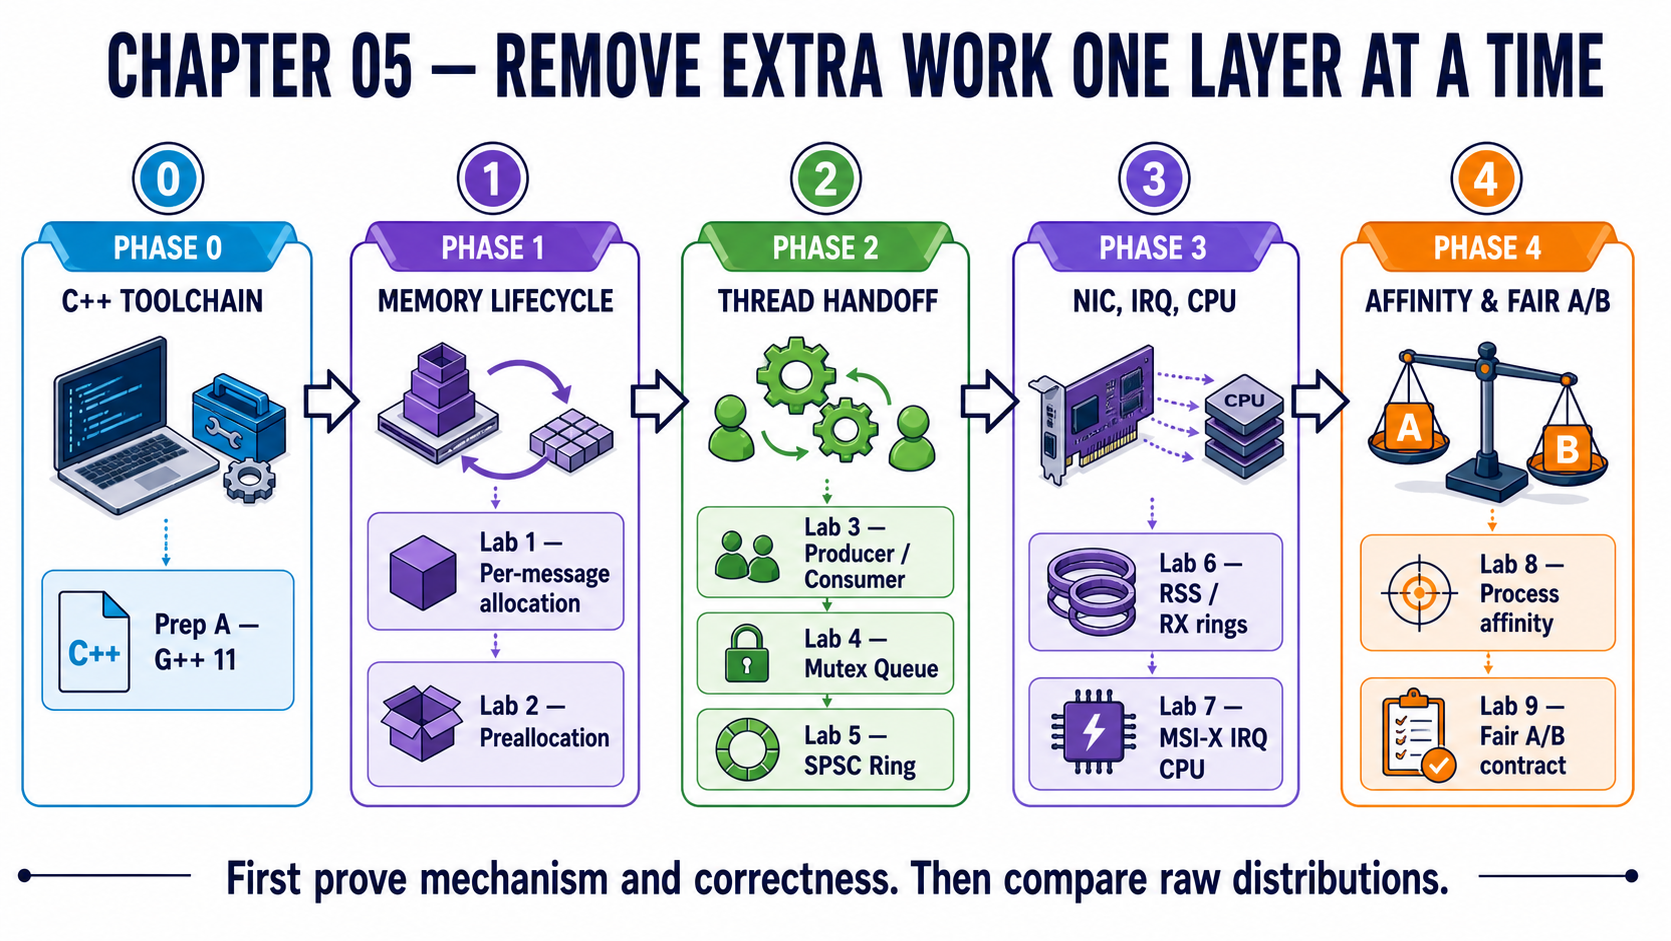 CHAPTER 05 — REMOVE EXTRA WORK ONE LAYER AT A TIME
0
PHASE 0
C++ TOOLCHAIN
C++
Prep A —
G++ 11
1
PHASE 1
MEMORY LIFECYCLE
Lab 1 —
Per-message
allocation
Lab 2 —
Preallocation
2
PHASE 2
THREAD HANDOFF
Lab 3 —
Producer /
Consumer
Lab 4 —
Mutex Queue
Lab 5 —
SPSC Ring
3
PHASE 3
NIC, IRQ, CPU
CPU
Lab 6 —
RSS /
RX rings
Lab 7 —
MSI-X IRQ
CPU
4
PHASE 4
AFFINITY & FAIR A/B
A
B
Lab 8 —
Process
affinity
Lab 9 —
Fair A/B
contract
First prove mechanism and correctness. Then compare raw distributions.